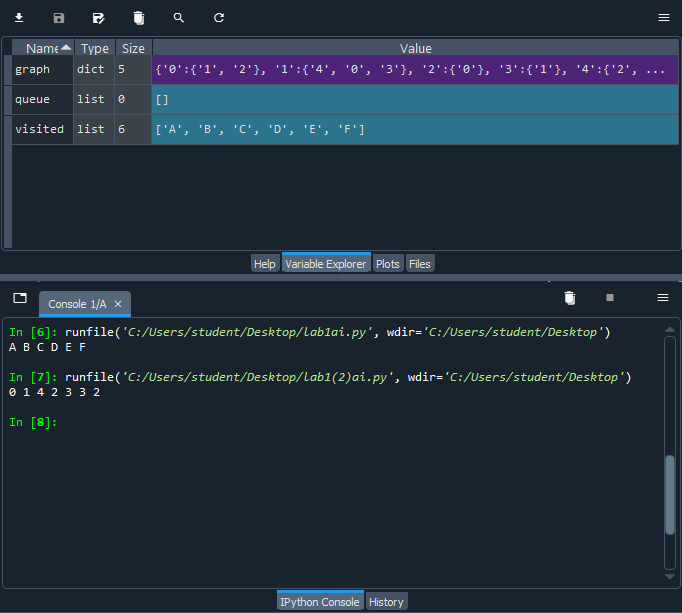 Name Type Size Value
graph dict 5 {'0':{'1', '2'}, '1':{'4', '0', '3'}, '2':{'0'}, '3':{'1'}, '4':{'2', ...
queue list 0 []
visited list 6 ['A', 'B', 'C', 'D', 'E', 'F']
Help Variable Explorer Plots Files
Console 1/A
In [6]: runfile('C:/Users/student/Desktop/lab1ai.py', wdir='C:/Users/student/Desktop')
A B C D E F
In [7]: runfile('C:/Users/student/Desktop/lab1(2)ai.py', wdir='C:/Users/student/Desktop')
0 1 4 2 3 3 2
In [8]:
IPython Console History